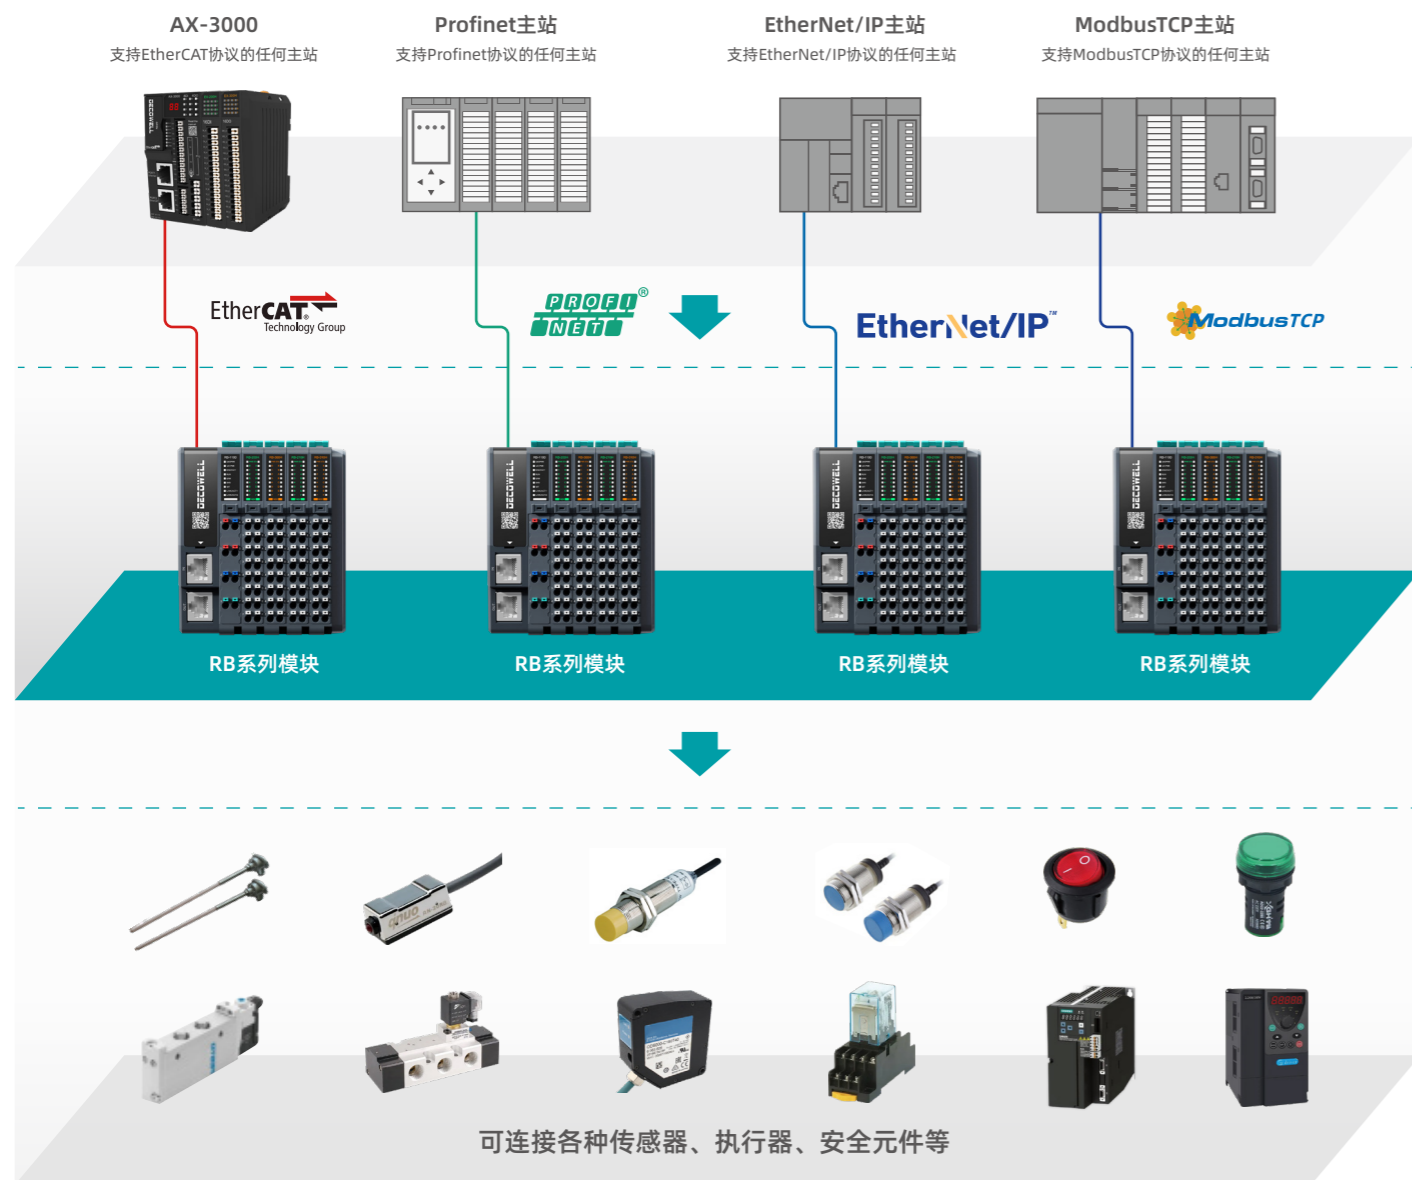 AX-3000
支持EtherCAT协议的任何主站
Profinet主站
支持Profinet协议的任何主站
EtherNet/IP主站
支持EtherNet/IP协议的任何主站
ModbusTCP主站
支持ModbusTCP协议的任何主站
DECOWELL
EtherCAT®
Technology Group
PROFI®
NET
EtherNet/IP™
ModbusTCP
DECOWELL
DECOWELL
DECOWELL
DECOWELL
RB系列模块
RB系列模块
RB系列模块
RB系列模块
可连接各种传感器、执行器、安全元件等